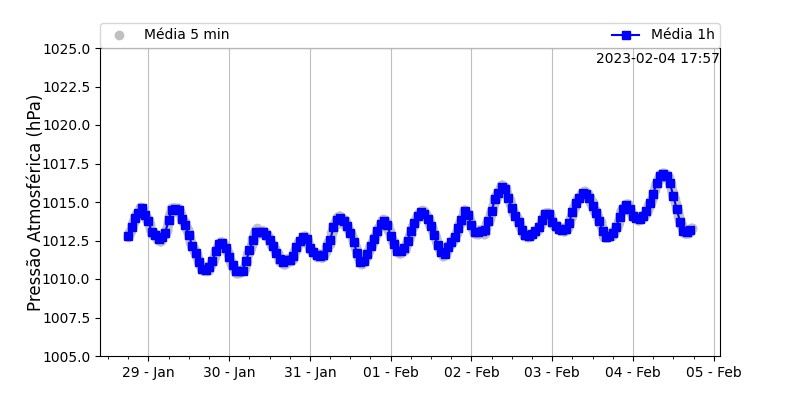 Média 5 min
Média 1h
2023-02-04 17:57
Pressão Atmosférica (hPa)
1025.0
1022.5
1020.0
1017.5
1015.0
1012.5
1010.0
1007.5
1005.0
29 - Jan
30 - Jan
31 - Jan
01 - Feb
02 - Feb
03 - Feb
04 - Feb
05 - Feb